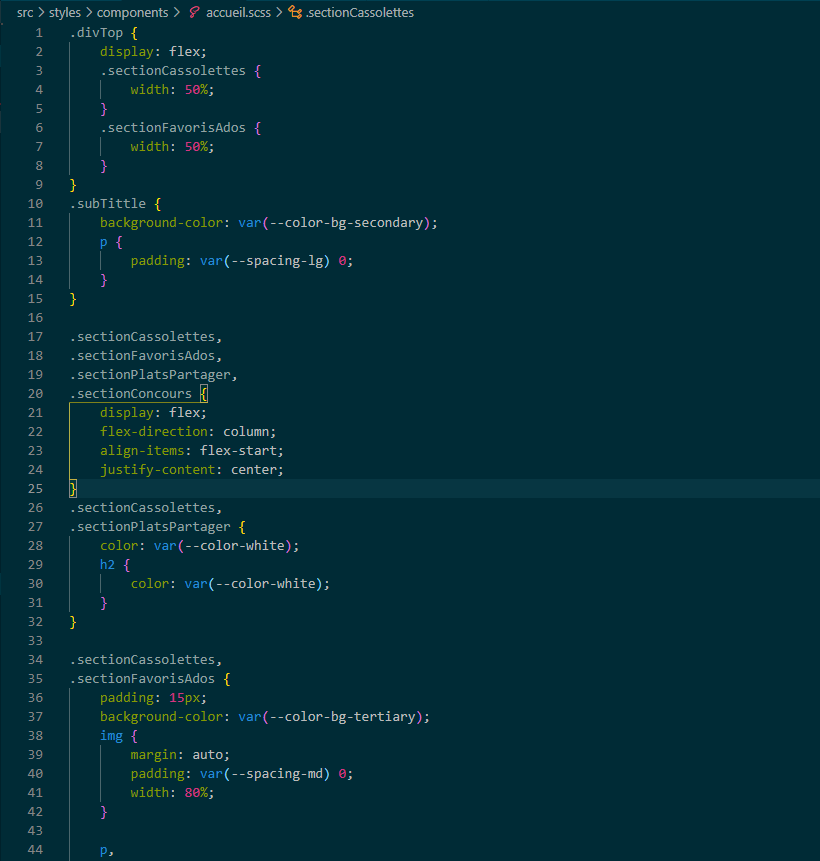 src > styles > components > accueil.scss > .sectionCassolettes
1 .divTop {
2     display: flex;
3     .sectionCassolettes {
4         width: 50%;
5     }
6     .sectionFavorisAdos {
7         width: 50%;
8     }
9 }
10 .subTittle {
11     background-color: var(--color-bg-secondary);
12     p {
13         padding: var(--spacing-lg) 0;
14     }
15 }
16
17 .sectionCassolettes,
18 .sectionFavorisAdos,
19 .sectionPlatsPartager,
20 .sectionConcours {
21     display: flex;
22     flex-direction: column;
23     align-items: flex-start;
24     justify-content: center;
25 }
26 .sectionCassolettes,
27 .sectionPlatsPartager {
28     color: var(--color-white);
29     h2 {
30         color: var(--color-white);
31     }
32 }
33
34 .sectionCassolettes,
35 .sectionFavorisAdos {
36     padding: 15px;
37     background-color: var(--color-bg-tertiary);
38     img {
39         margin: auto;
40         padding: var(--spacing-md) 0;
41         width: 80%;
42     }
43
44     p,